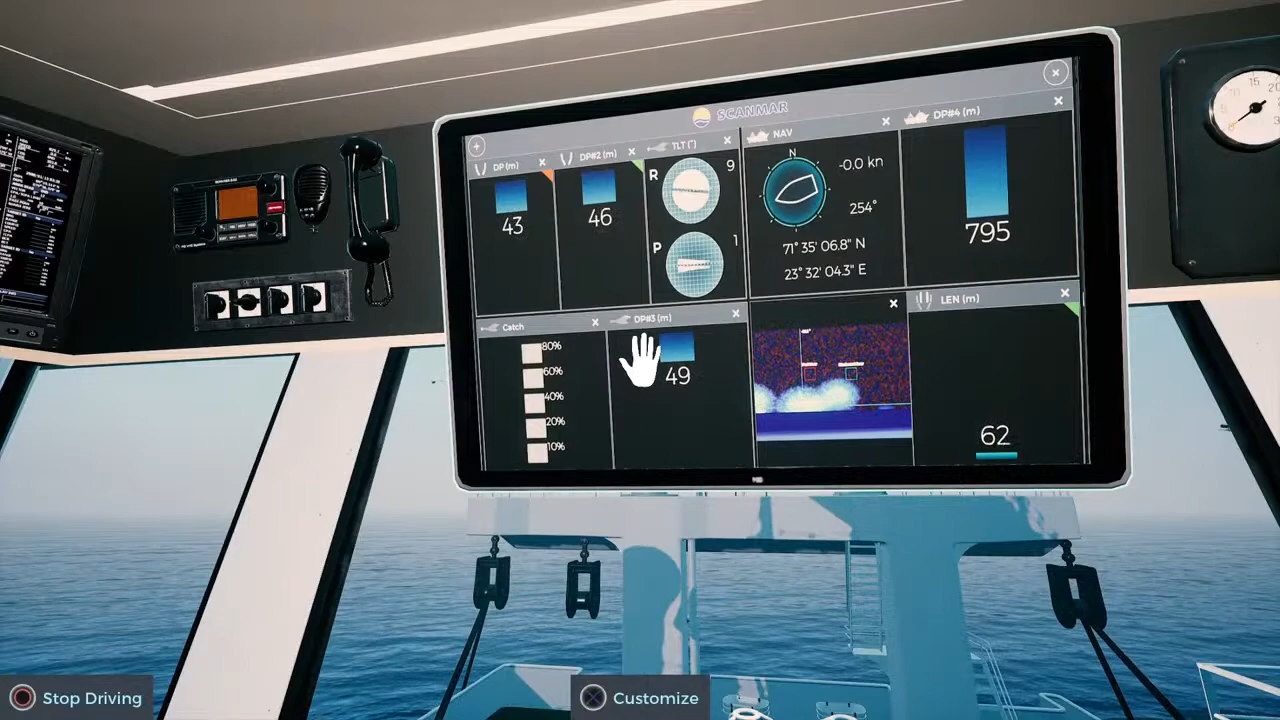 SCANMAR
DP (m)
43
DP#2 (m)
46
TLT (°)
R
9
P
1
NAV
N
-0.0 kn
254°
71° 35' 06.8" N
23° 32' 04.3" E
DP#4 (m)
795
Catch
80%
60%
40%
20%
10%
DP#3 (m)
49
LEN (m)
62
15
Stop Driving
Customize